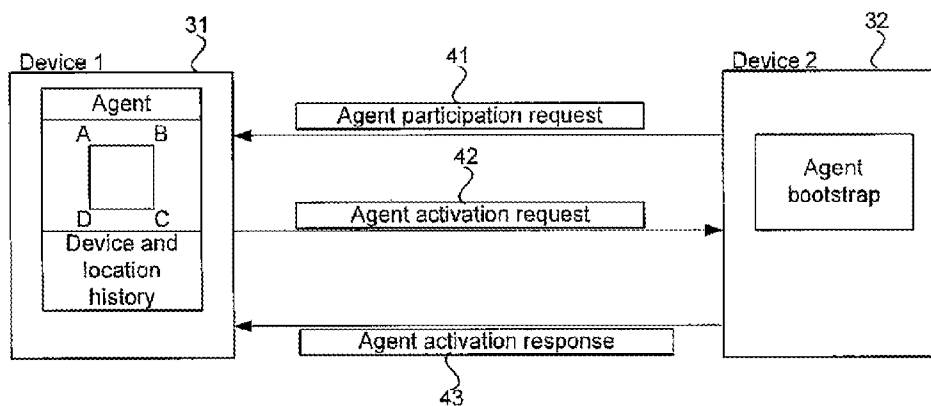 31
Device 1
Agent
A B
D C
Device and
location
history
41
Agent participation request
42
Agent activation request
Agent activation response
43
32
Device 2
Agent
bootstrap